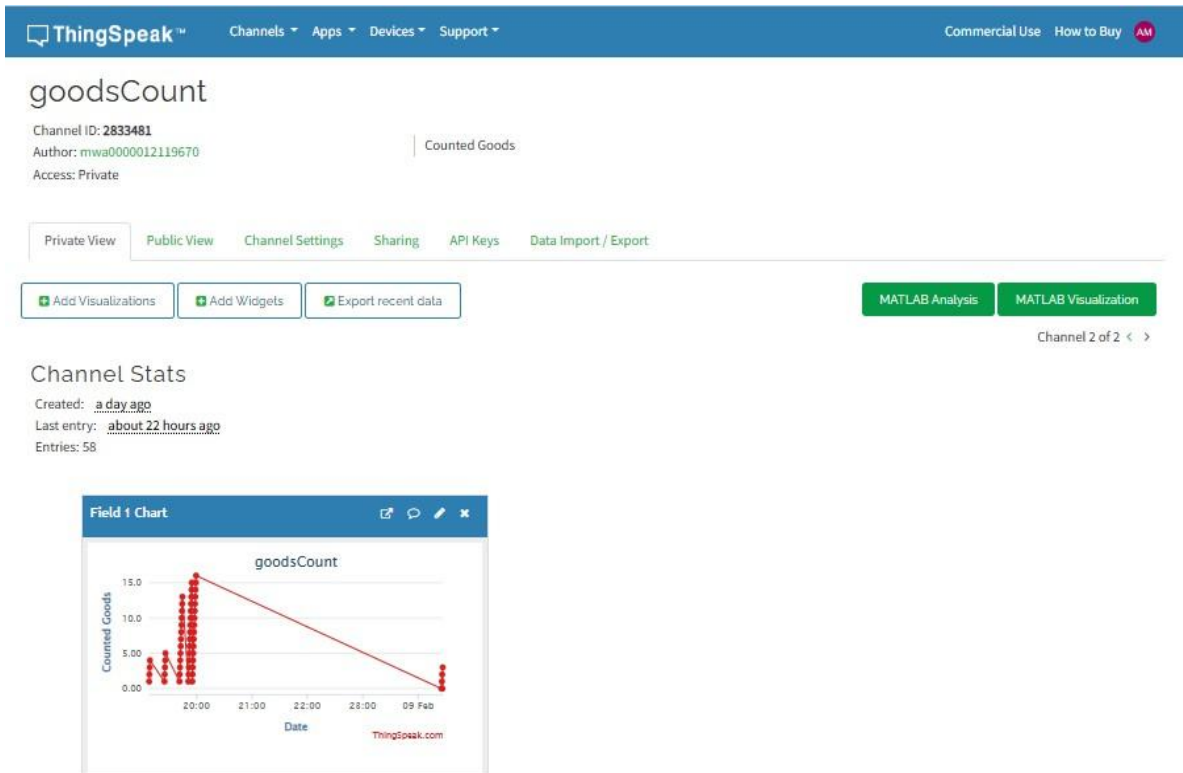 ThingSpeak™ Channels Apps Devices Support Commercial Use How to Buy AM
goodsCount
Channel ID: 2833481
Author: mwa0000012119670
Access: Private
Counted Goods
Private View Public View Channel Settings Sharing API Keys Data Import / Export
Add Visualizations Add Widgets Export recent data MATLAB Analysis MATLAB Visualization
Channel 2 of 2 < >
Channel Stats
Created: a day ago
Last entry: about 22 hours ago
Entries: 58
Field 1 Chart
goodsCount
Counted Goods
15.0
10.0
5.00
0.00
20:00 21:00 22:00 23:00 09 Feb
Date
ThingSpeak.com